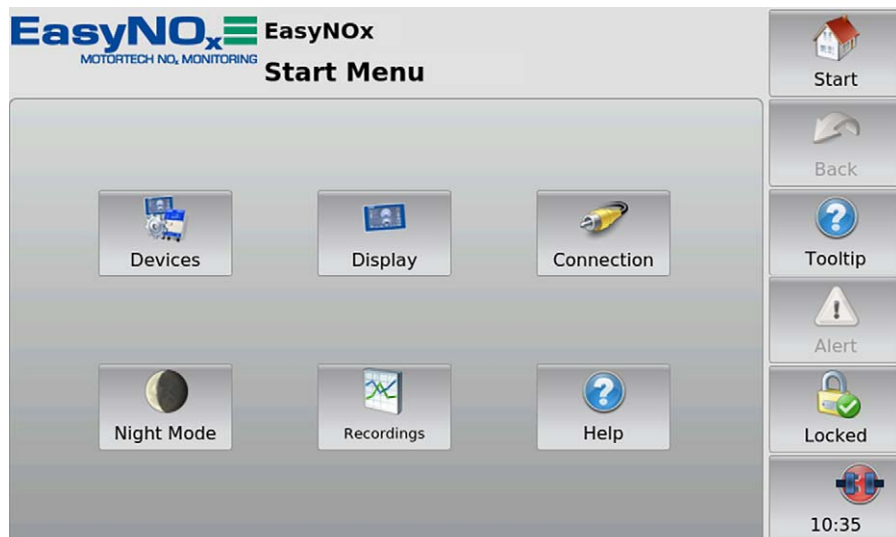 EasyNOx
MOTORTECH NOx MONITORING
EasyNOx
Start Menu
Start
Back
Tooltip
Alert
Locked
10:35
Devices
Display
Connection
Night Mode
Recordings
Help